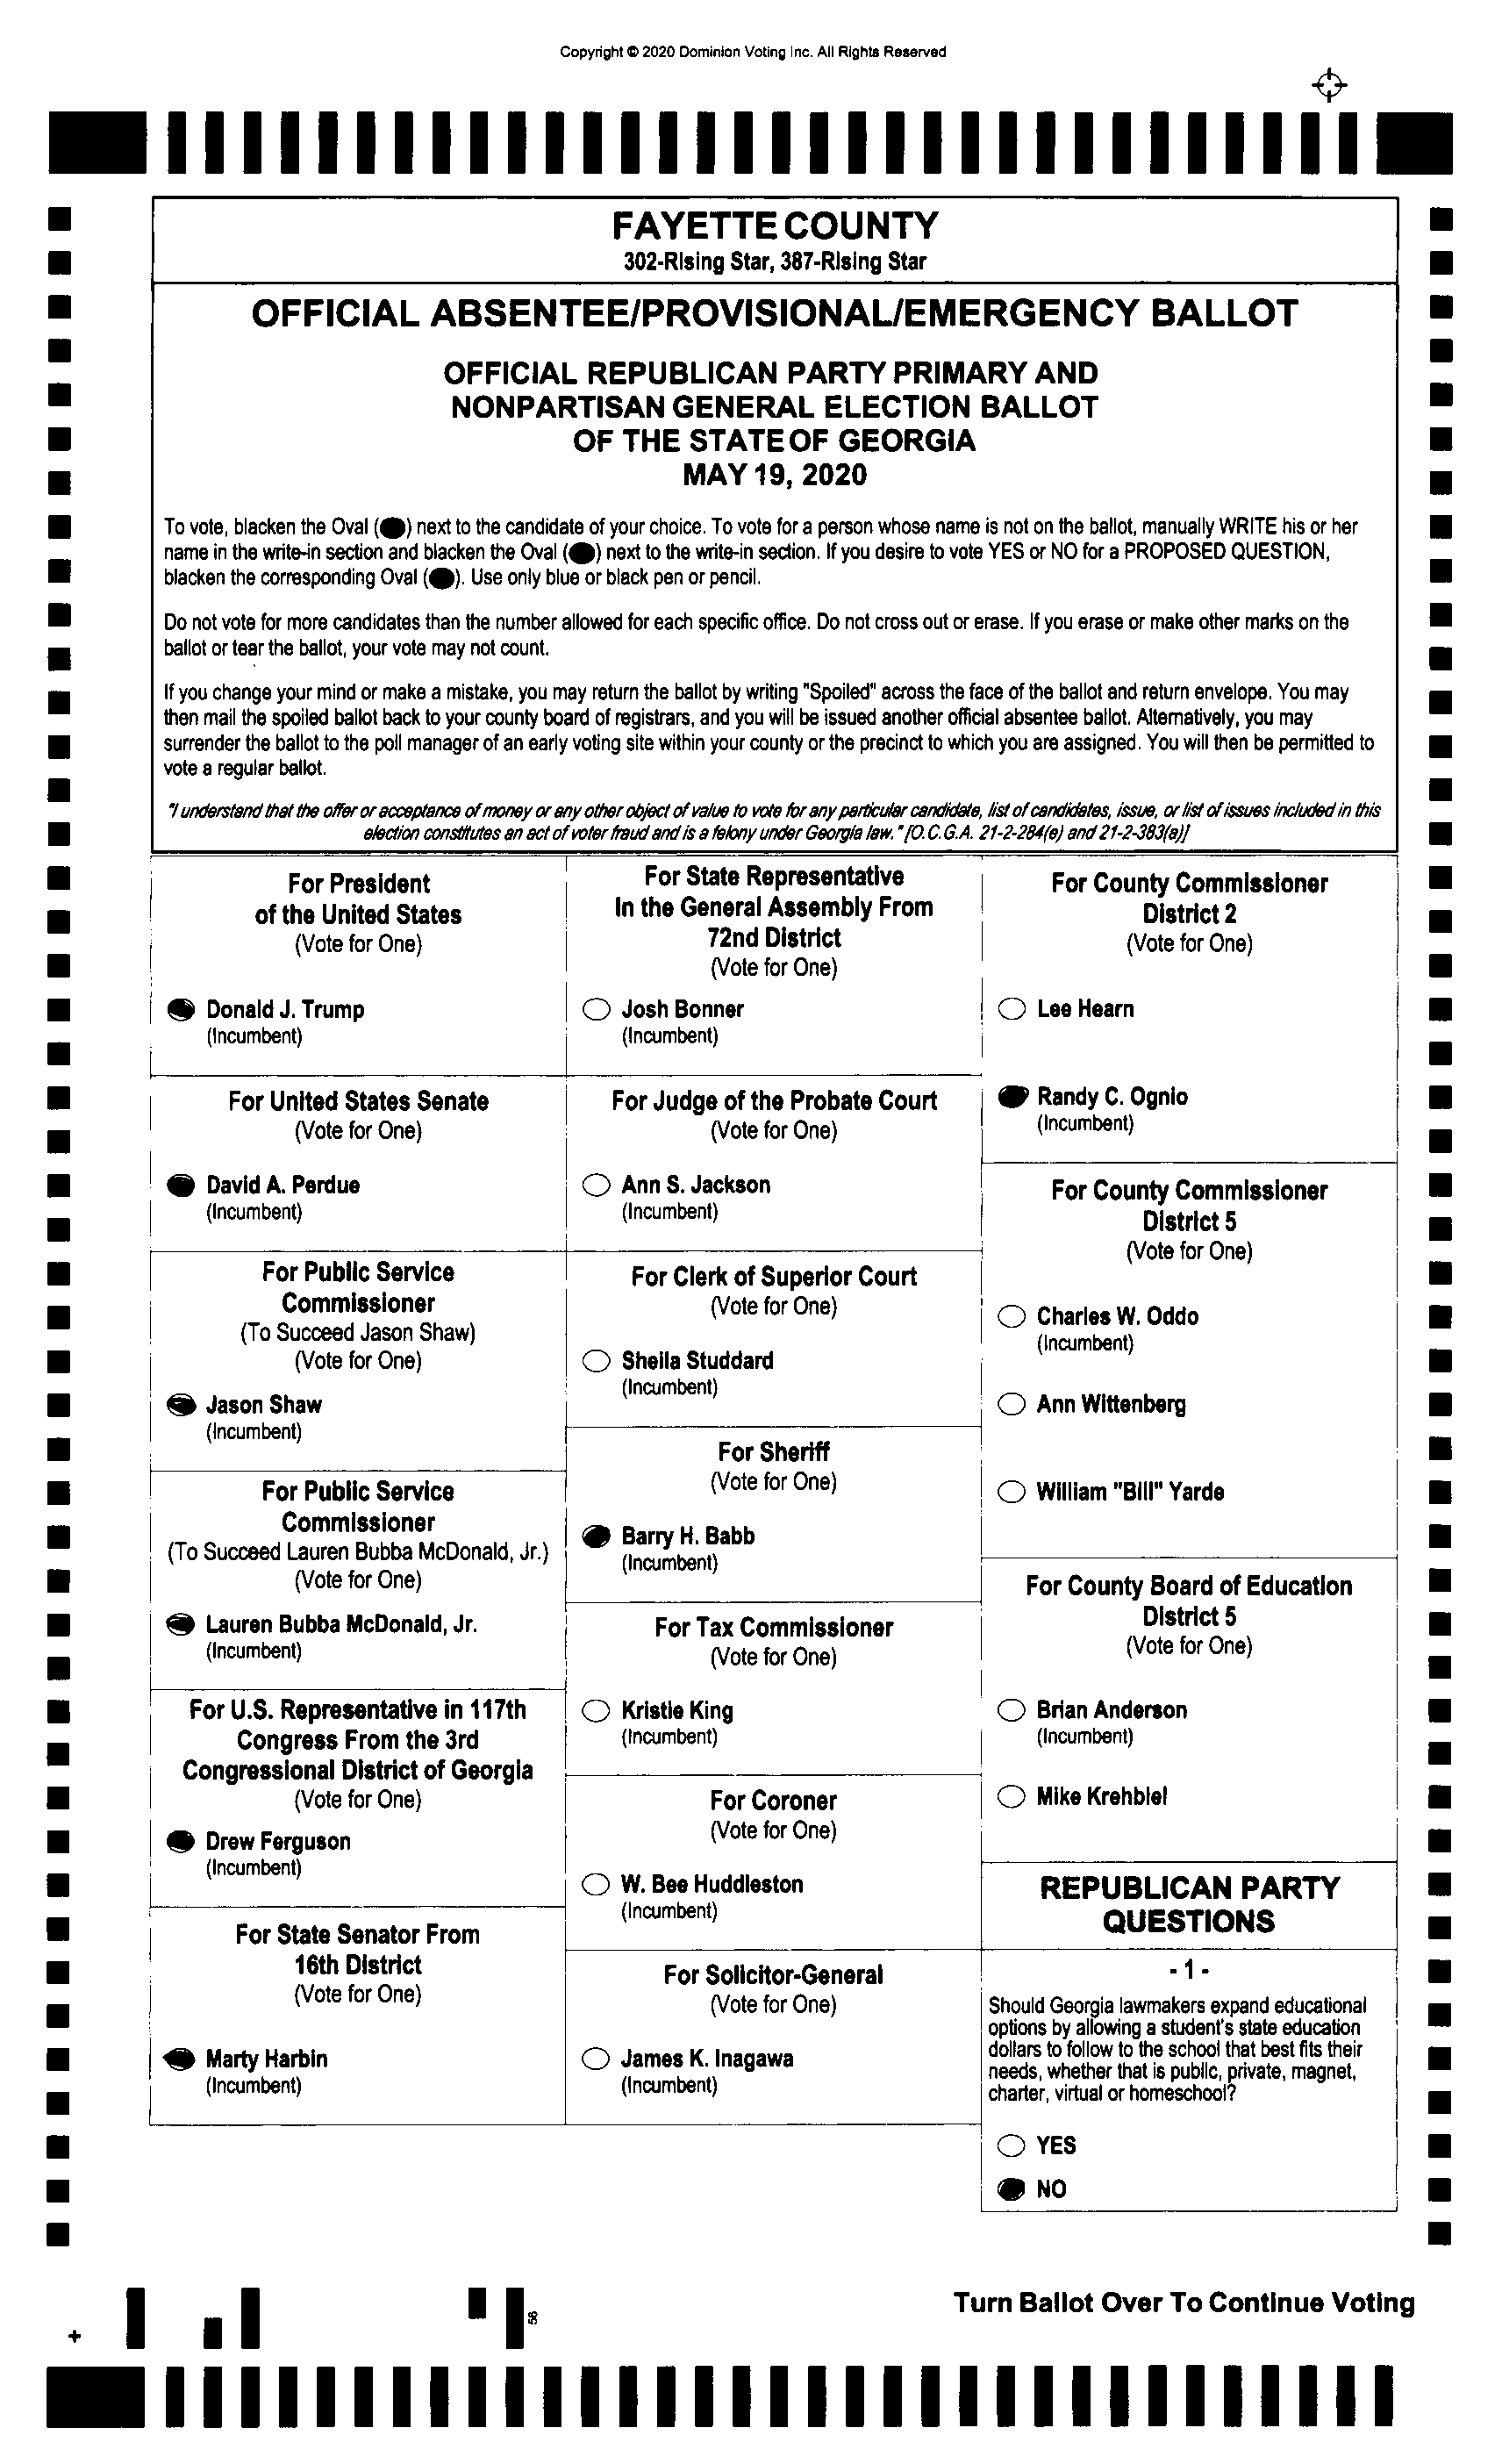 Copyright © 2020 Dominion Voting Inc. All Rights Reserved
FAYETTE COUNTY
302-Rising Star, 387-Rising Star
OFFICIAL ABSENTEE/PROVISIONAL/EMERGENCY BALLOT
OFFICIAL REPUBLICAN PARTY PRIMARY AND
NONPARTISAN GENERAL ELECTION BALLOT
OF THE STATE OF GEORGIA
MAY 19, 2020
To vote, blacken the Oval ( ) next to the candidate of your choice. To vote for a person whose name is not on the ballot, manually WRITE his or her
name in the write-in section and blacken the Oval ( ) next to the write-in section. If you desire to vote YES or NO for a PROPOSED QUESTION,
blacken the corresponding Oval ( ). Use only blue or black pen or pencil.
Do not vote for more candidates than the number allowed for each specific office. Do not cross out or erase. If you erase or make other marks on the
ballot or tear the ballot, your vote may not count.
If you change your mind or make a mistake, you may return the ballot by writing "Spoiled" across the face of the ballot and return envelope. You may
then mail the spoiled ballot back to your county board of registrars, and you will be issued another official absentee ballot. Alternatively, you may
surrender the ballot to the poll manager of an early voting site within your county or the precinct to which you are assigned. You will then be permitted to
vote a regular ballot.
"I understand that the offer or acceptance of money or any other object of value to vote for any particular candidate, list of candidates, issue, or list of issues included in this
election constitutes an act of voter fraud and is a felony under Georgia law." [O.C.G.A. 21-2-284(e) and 21-2-383(a)]
For President
of the United States
(Vote for One)
Donald J. Trump
(Incumbent)
For United States Senate
(Vote for One)
David A. Perdue
(Incumbent)
For Public Service
Commissioner
(To Succeed Jason Shaw)
(Vote for One)
Jason Shaw
(Incumbent)
For Public Service
Commissioner
(To Succeed Lauren Bubba McDonald, Jr.)
(Vote for One)
Lauren Bubba McDonald, Jr.
(Incumbent)
For U.S. Representative in 117th
Congress From the 3rd
Congressional District of Georgia
(Vote for One)
Drew Ferguson
(Incumbent)
For State Senator From
16th District
(Vote for One)
Marty Harbin
(Incumbent)
For State Representative
In the General Assembly From
72nd District
(Vote for One)
Josh Bonner
(Incumbent)
For Judge of the Probate Court
(Vote for One)
Ann S. Jackson
(Incumbent)
For Clerk of Superior Court
(Vote for One)
Sheila Studdard
(Incumbent)
For Sheriff
(Vote for One)
Barry H. Babb
(Incumbent)
For Tax Commissioner
(Vote for One)
Kristie King
(Incumbent)
For Coroner
(Vote for One)
W. Bee Huddleston
(Incumbent)
For Solicitor-General
(Vote for One)
James K. Inagawa
(Incumbent)
For County Commissioner
District 2
(Vote for One)
Lee Hearn
Randy C. Ognio
(Incumbent)
For County Commissioner
District 5
(Vote for One)
Charles W. Oddo
(Incumbent)
Ann Wittenberg
William "Bill" Yarde
For County Board of Education
District 5
(Vote for One)
Brian Anderson
(Incumbent)
Mike Krehbiel
REPUBLICAN PARTY
QUESTIONS
- 1 -
Should Georgia lawmakers expand educational
options by allowing a student's state education
dollars to follow to the school that best fits their
needs, whether that is public, private, magnet,
charter, virtual or homeschool?
YES
NO
56
Turn Ballot Over To Continue Voting